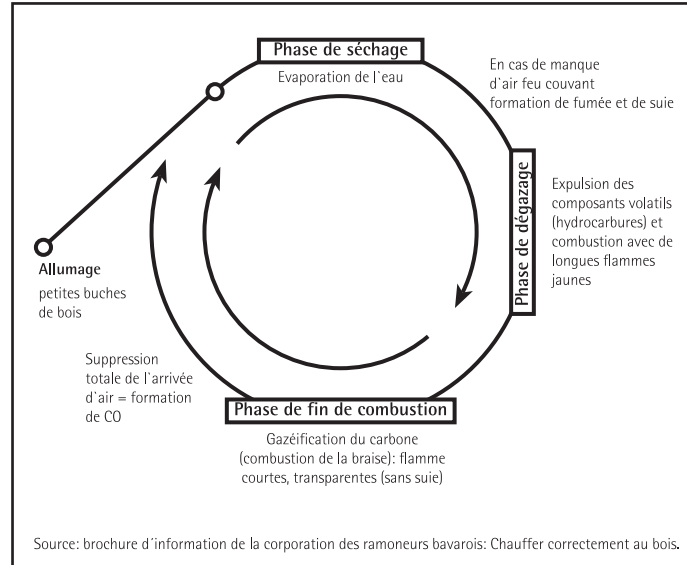 Phase de séchage
Evaporation de l`eau
En cas de manque
d`air feu couvant
formation de fumée et de suie
Phase de dégazage
Expulsion des
composants volatils
(hydrocarbures) et
combustion avec de
longues flammes
jaunes
Allumage
petites buches
de bois
Suppression
totale de l`arrivée
d`air = formation
de CO
Phase de fin de combustion
Gazéification du carbone
(combustion de la braise): flamme
courtes, transparentes (sans suie)
Source: brochure d´information de la corporation des ramoneurs bavarois: Chauffer correctement au bois.